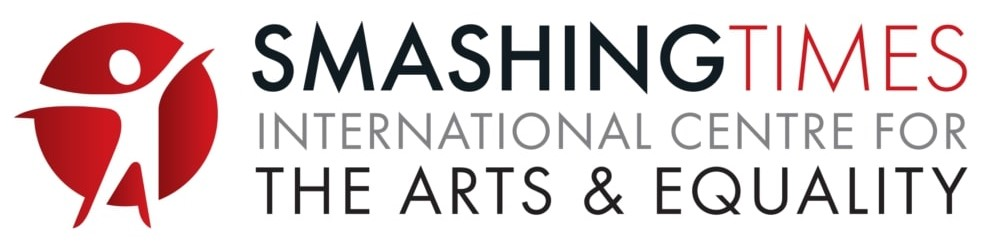 SMASHINGTIMES
INTERNATIONAL CENTRE FOR
THE ARTS & EQUALITY